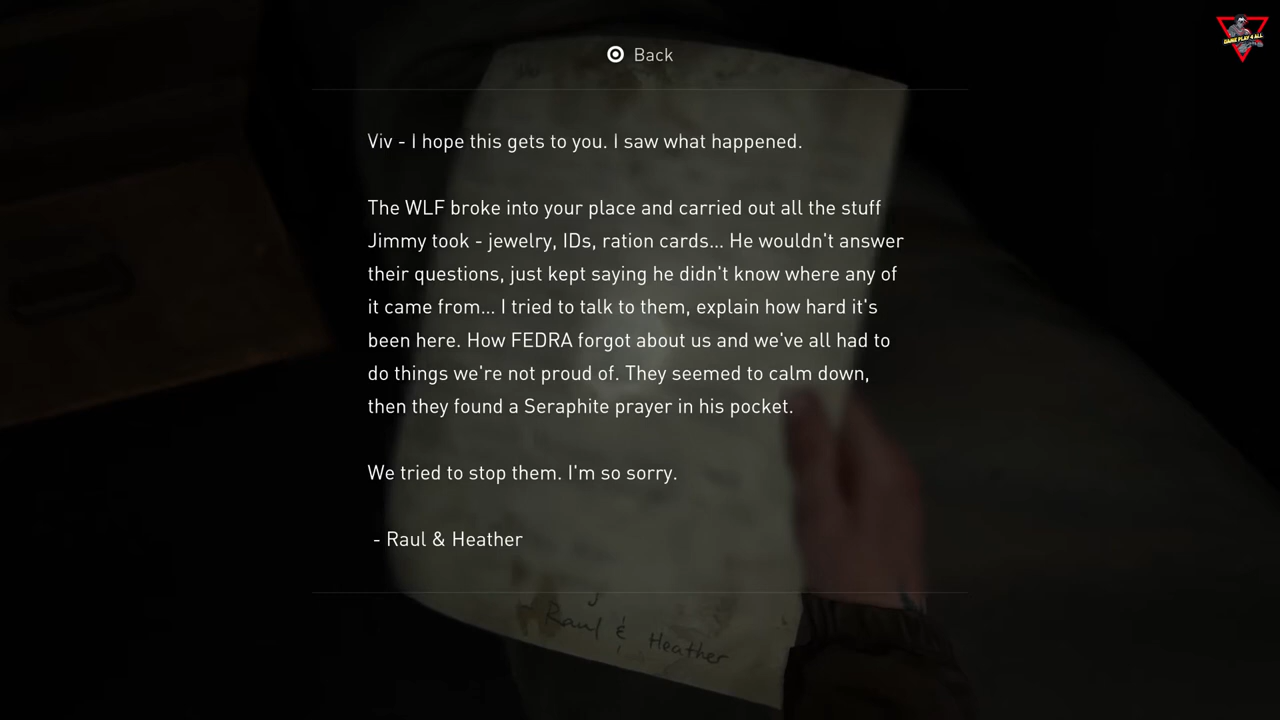 GAME PLAY 4 ALL
Back
Viv - I hope this gets to you. I saw what happened.
The WLF broke into your place and carried out all the stuff
Jimmy took - jewelry, IDs, ration cards... He wouldn't answer
their questions, just kept saying he didn't know where any of
it came from... I tried to talk to them, explain how hard it's
been here. How FEDRA forgot about us and we've all had to
do things we're not proud of. They seemed to calm down,
then they found a Seraphite prayer in his pocket.
We tried to stop them. I'm so sorry.
- Raul & Heather
Raul & Heather